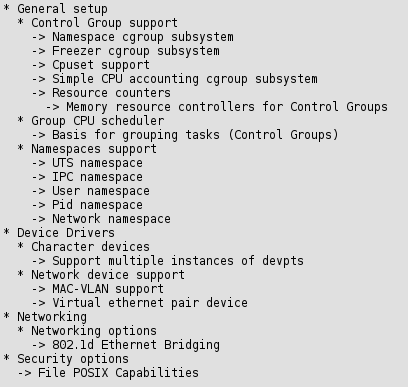 * General setup
  * Control Group support
    -> Namespace cgroup subsystem
    -> Freezer cgroup subsystem
    -> Cpuset support
    -> Simple CPU accounting cgroup subsystem
    -> Resource counters
      -> Memory resource controllers for Control Groups
  * Group CPU scheduler
    -> Basis for grouping tasks (Control Groups)
  * Namespaces support
    -> UTS namespace
    -> IPC namespace
    -> User namespace
    -> Pid namespace
    -> Network namespace
* Device Drivers
  * Character devices
    -> Support multiple instances of devpts
  * Network device support
    -> MAC-VLAN support
    -> Virtual ethernet pair device
* Networking
  * Networking options
    -> 802.1d Ethernet Bridging
* Security options
  -> File POSIX Capabilities